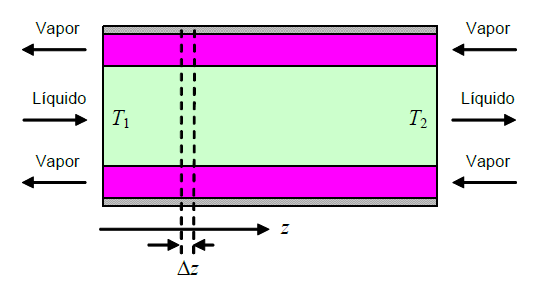 Vapor
Vapor
Líquido
T1
T2
Líquido
Vapor
Vapor
z
Δz